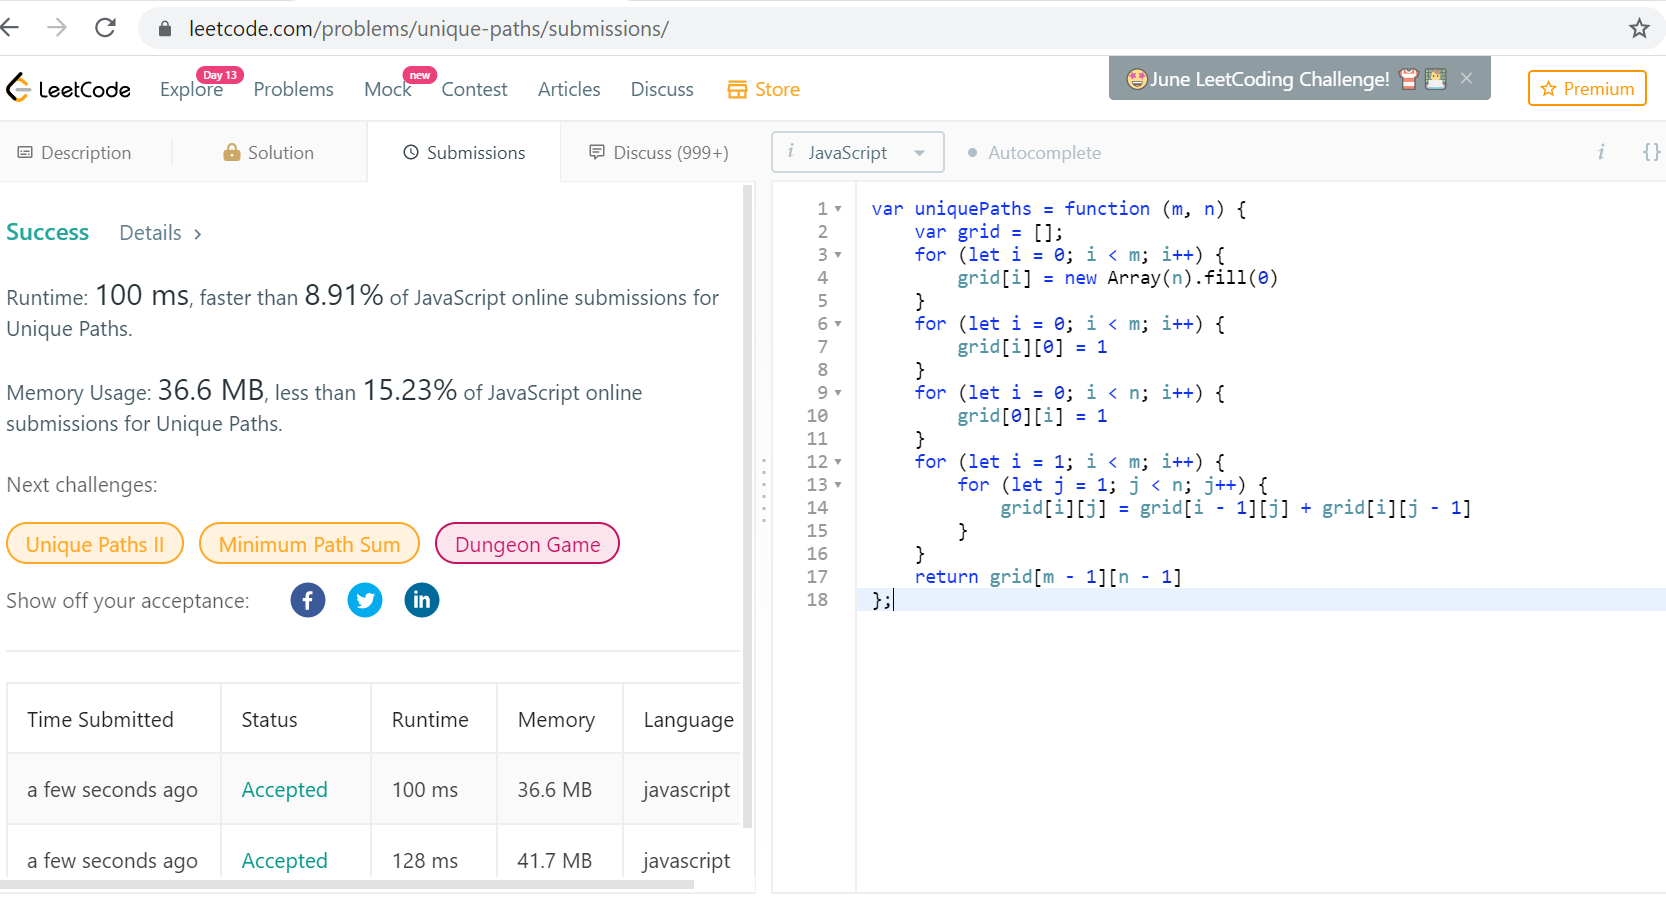 leetcode.com/problems/unique-paths/submissions/
LeetCode Explore Day 13 Problems Mock new Contest Articles Discuss Store
🤩June LeetCoding Challenge!
Premium
Description Solution Submissions Discuss (999+)
i JavaScript Autocomplete i {}
Success Details
Runtime: 100 ms, faster than 8.91% of JavaScript online submissions for
Unique Paths.
Memory Usage: 36.6 MB, less than 15.23% of JavaScript online
submissions for Unique Paths.
Next challenges:
Unique Paths II Minimum Path Sum Dungeon Game
Show off your acceptance:
Time Submitted Status Runtime Memory Language
a few seconds ago Accepted 100 ms 36.6 MB javascript
a few seconds ago Accepted 128 ms 41.7 MB javascript
1 var uniquePaths = function (m, n) {
2     var grid = [];
3     for (let i = 0; i < m; i++) {
4         grid[i] = new Array(n).fill(0)
5     }
6     for (let i = 0; i < m; i++) {
7         grid[i][0] = 1
8     }
9     for (let i = 0; i < n; i++) {
10         grid[0][i] = 1
11     }
12     for (let i = 1; i < m; i++) {
13         for (let j = 1; j < n; j++) {
14             grid[i][j] = grid[i - 1][j] + grid[i][j - 1]
15         }
16     }
17     return grid[m - 1][n - 1]
18 };